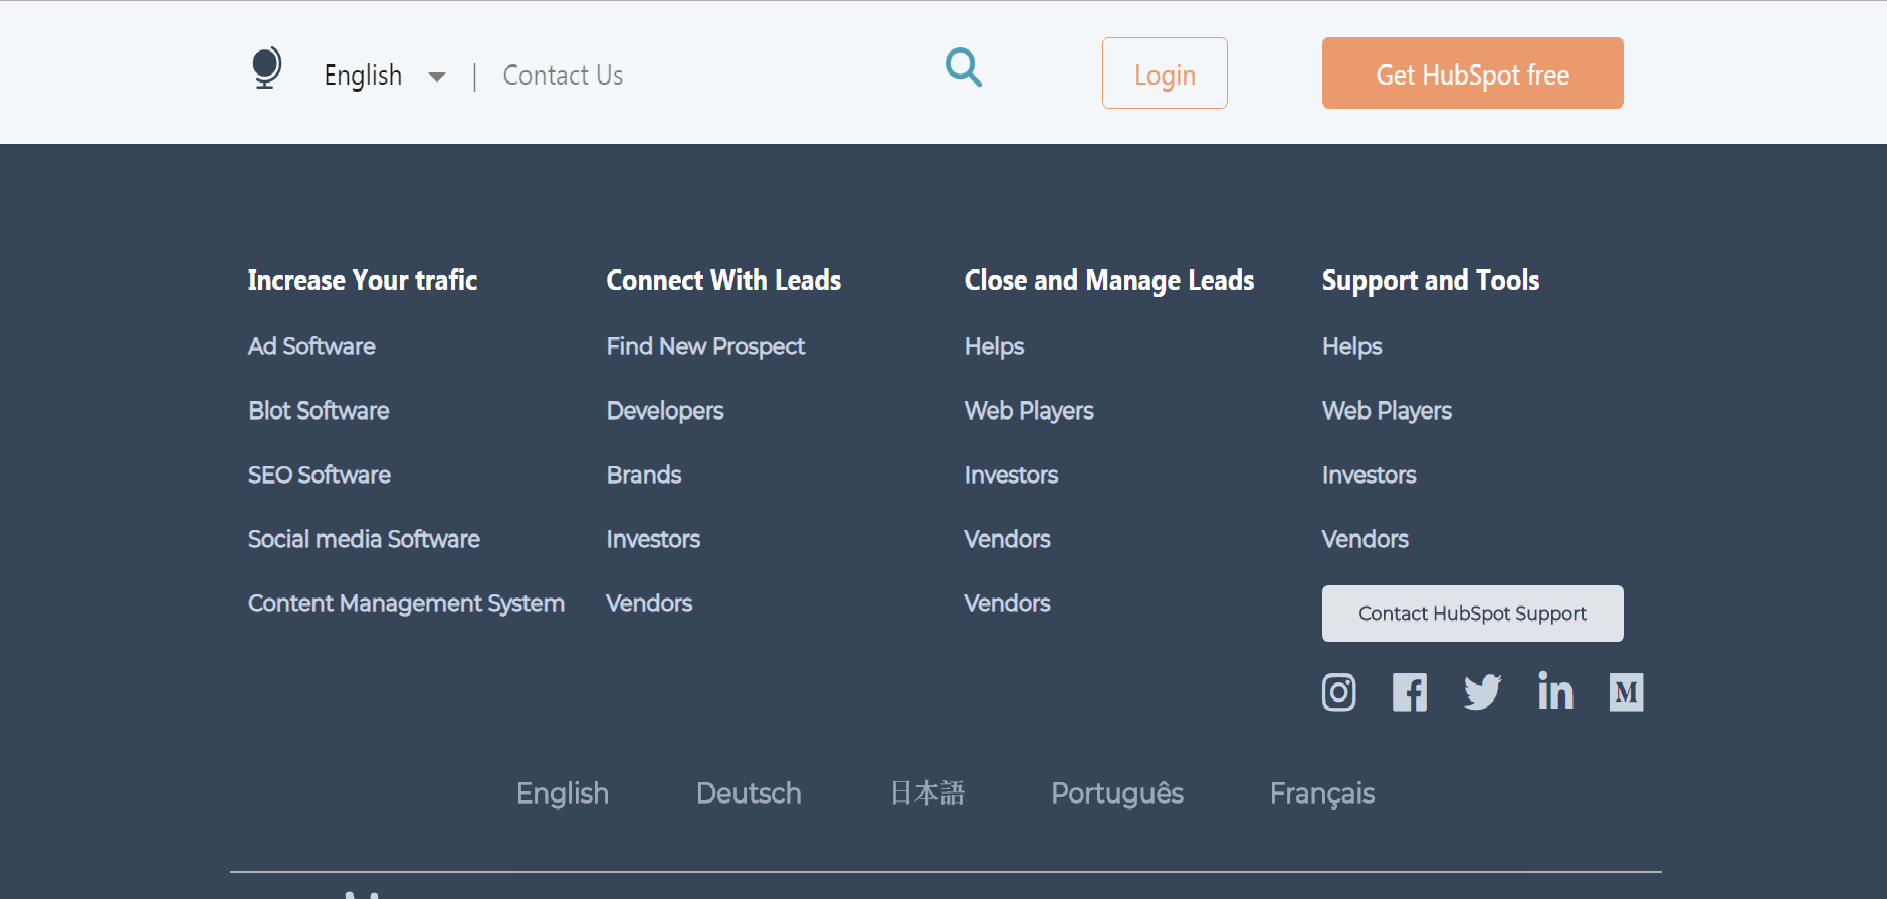 English | Contact Us
Login
Get HubSpot free
Increase Your trafic
Ad Software
Blot Software
SEO Software
Social media Software
Content Management System
Connect With Leads
Find New Prospect
Developers
Brands
Investors
Vendors
Close and Manage Leads
Helps
Web Players
Investors
Vendors
Vendors
Support and Tools
Helps
Web Players
Investors
Vendors
Contact HubSpot Support
English
Deutsch
日本語
Português
Français